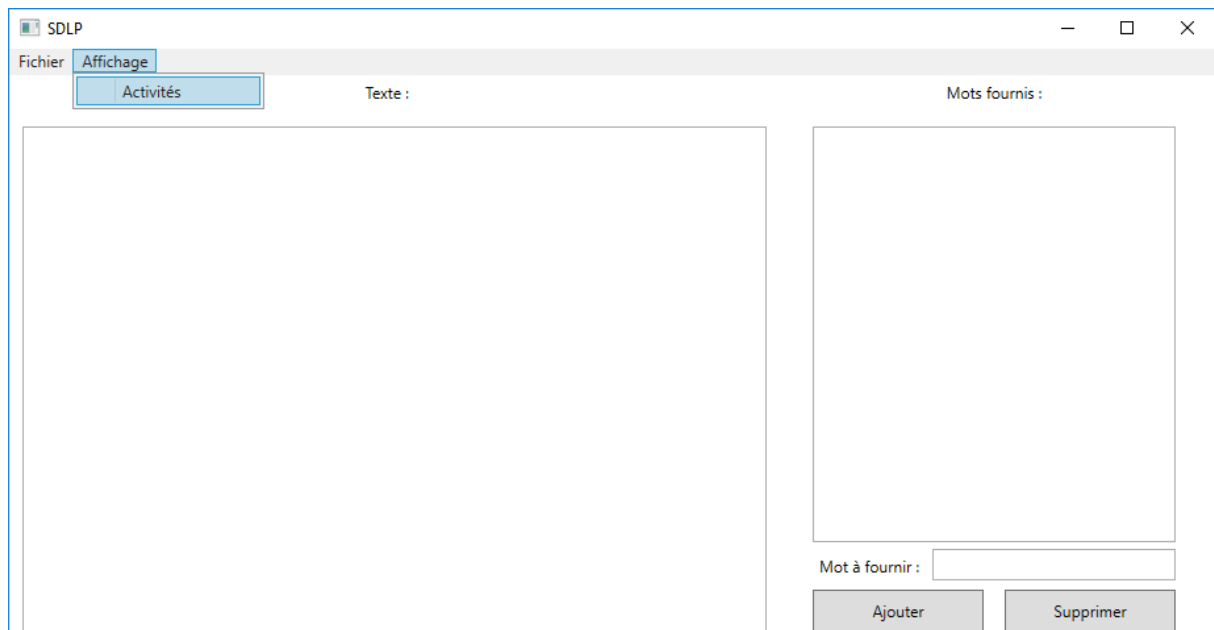 SDLP
Fichier Affichage
Activités
Texte :
Mots fournis :
Mot à fournir :
Ajouter Supprimer